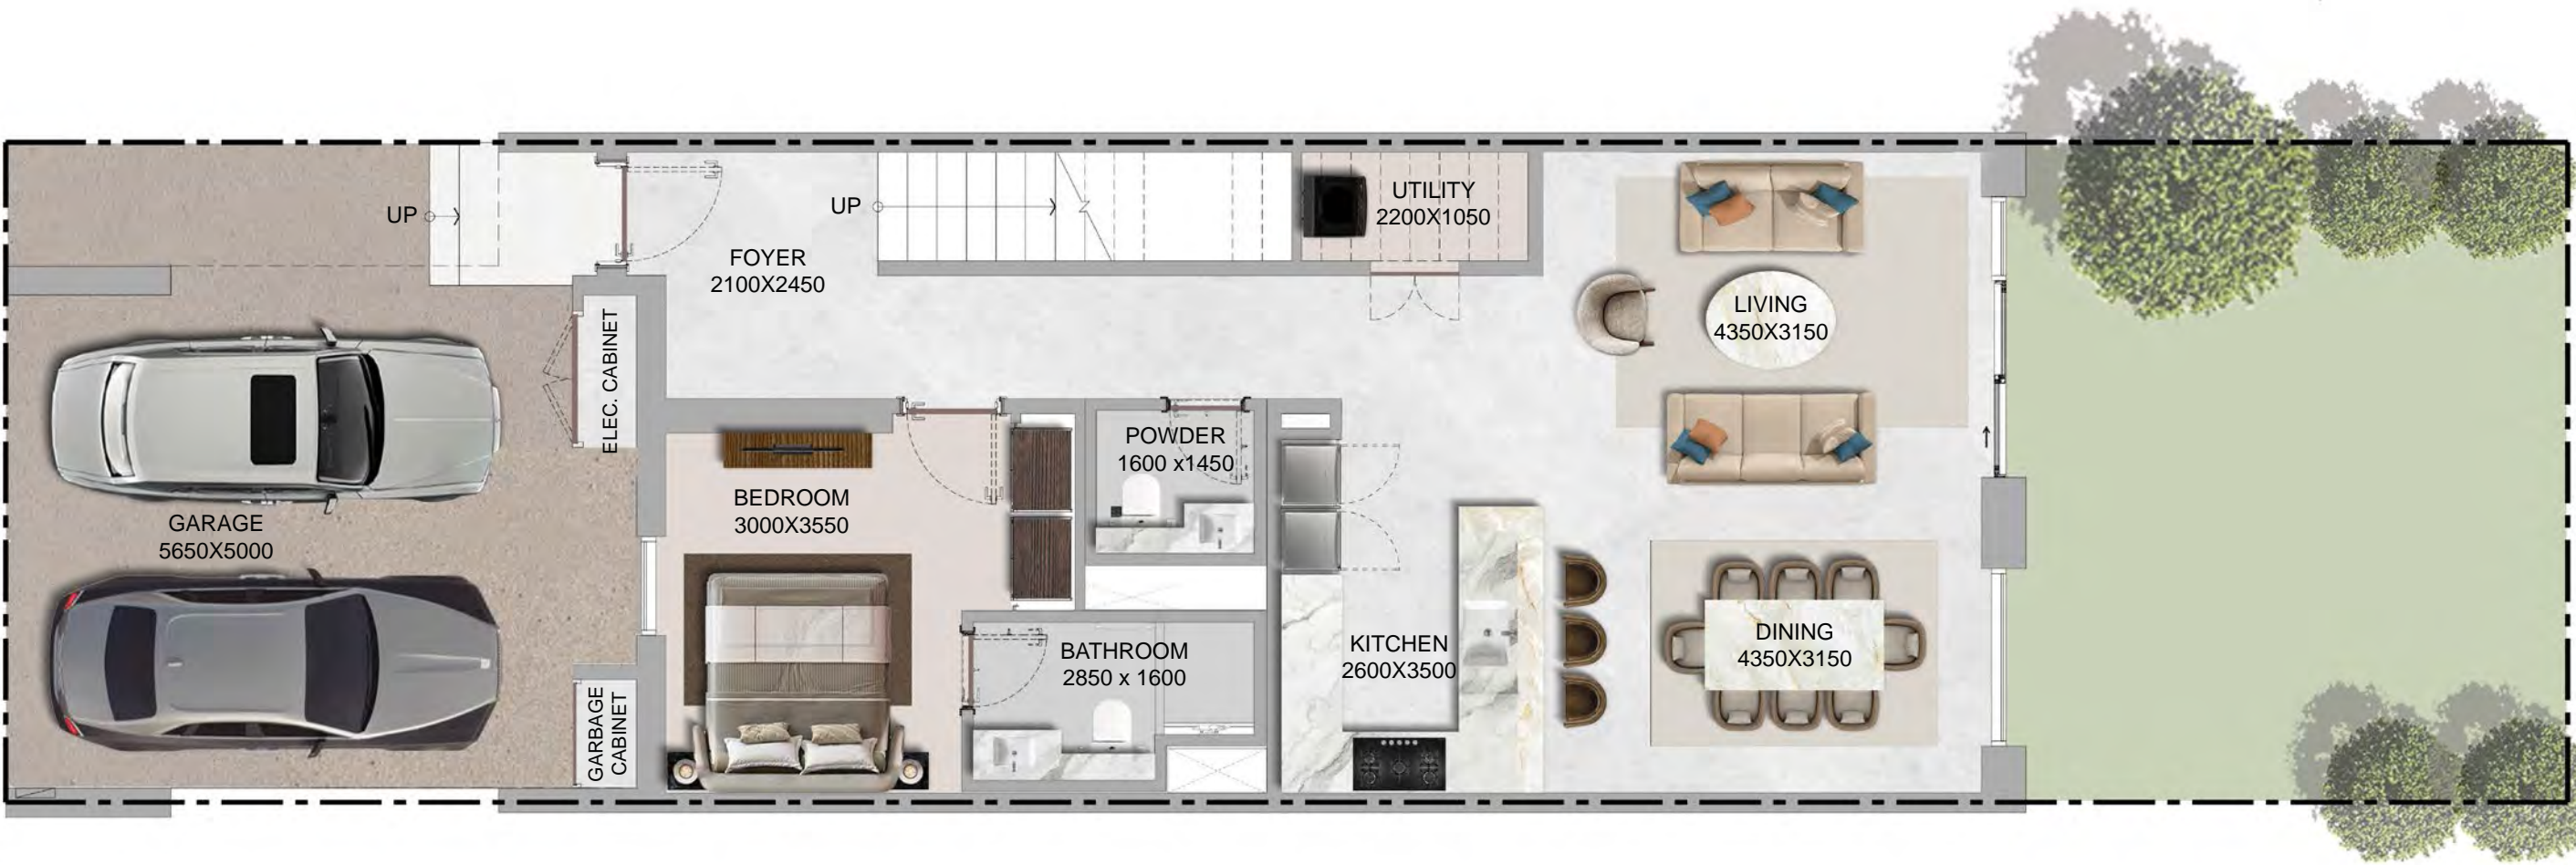 UP
UP
UTILITY
2200X1050
FOYER
2100X2450
LIVING
4350X3150
ELEC. CABINET
POWDER
1600 x1450
BEDROOM
3000X3550
GARAGE
5650X5000
KITCHEN
2600X3500
DINING
4350X3150
BATHROOM
2850 x 1600
GARBAGE
CABINET